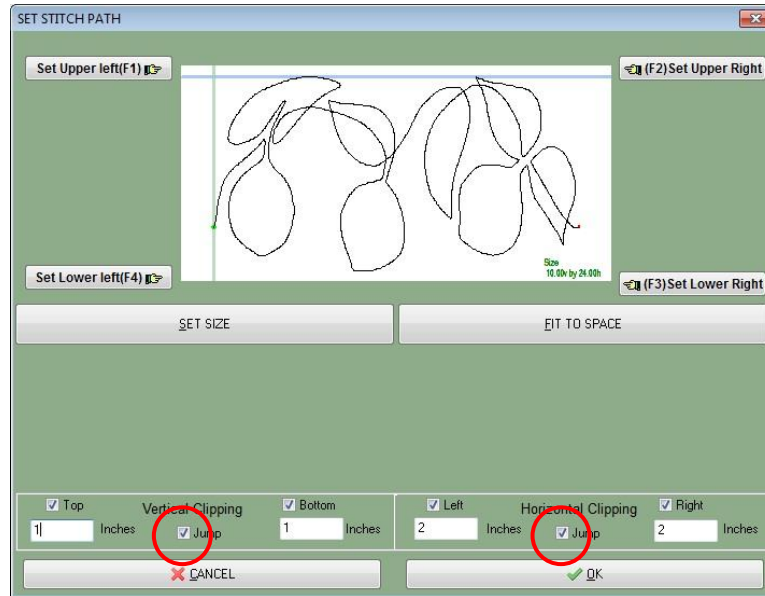 SET STITCH PATH
Set Upper left(F1)
(F2)Set Upper Right
Size
10.00v by 24.00h
Set Lower left(F4)
(F3)Set Lower Right
SET SIZE
FIT TO SPACE
Top
Vertical Clipping
Bottom
Left
Horizontal Clipping
Right
1
Inches
Jump
1
Inches
2
Inches
Jump
2
Inches
CANCEL
OK